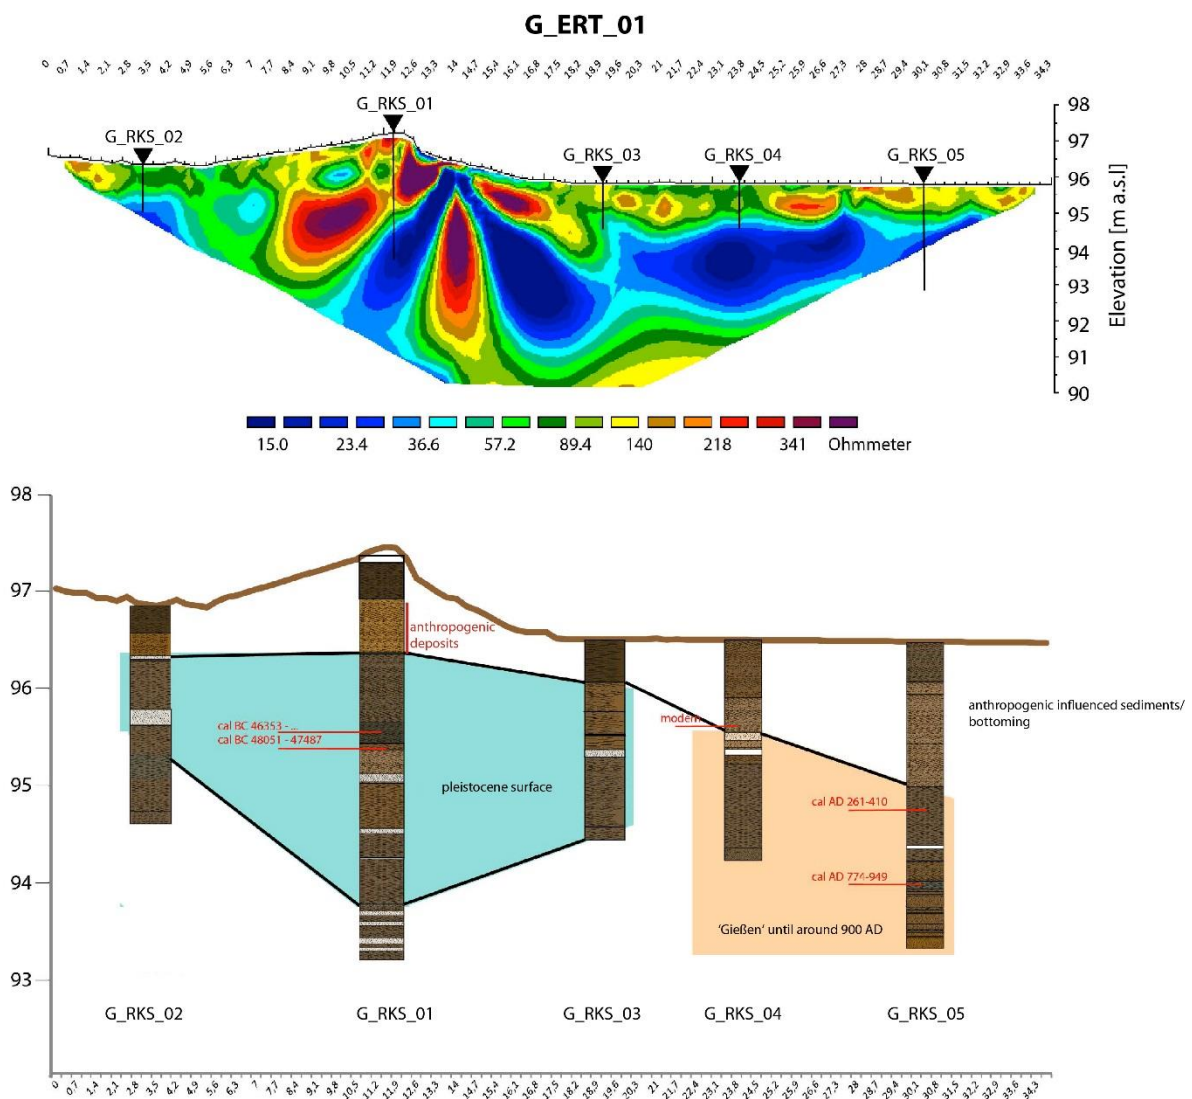 G_ERT_01
0 0,7 1,4 2,1 2,8 3,5 4,2 4,9 5,6 6,3 7 7,7 8,4 9,1 9,8 10,5 11,2 11,9 12,6 13,3 14 14,7 15,4 16,1 16,8 17,5 18,2 18,9 19,6 20,3 21 21,7 22,4 23,1 23,8 24,5 25,2 25,9 26,6 27,3 28 28,7 29,4 30,1 30,8 31,5 32,2 32,9 33,6 34,3
G_RKS_01
G_RKS_02
G_RKS_03
G_RKS_04
G_RKS_05
98
97
96
95
94
93
92
91
90
Elevation [m a.s.l]
15.0 23.4 36.6 57.2 89.4 140 218 341 Ohmmeter
98
97
96
95
94
93
anthropogenic
deposits
cal BC 46353 - ...
cal BC 48051 - 47487
pleistocene surface
modern
anthropogenic influenced sediments/
bottoming
cal AD 261-410
cal AD 774-949
'Gießen' until around 900 AD
G_RKS_02
G_RKS_01
G_RKS_03
G_RKS_04
G_RKS_05
0 0,7 1,4 2,1 2,8 3,5 4,2 4,9 5,6 6,3 7 7,7 8,4 9,1 9,8 10,5 11,2 11,9 12,6 13,3 14 14,7 15,4 16,1 16,8 17,5 18,2 18,9 19,6 20,3 21 21,7 22,4 23,1 23,8 24,5 25,2 25,9 26,6 27,3 28 28,7 29,4 30,1 30,8 31,5 32,2 32,9 33,6 34,3